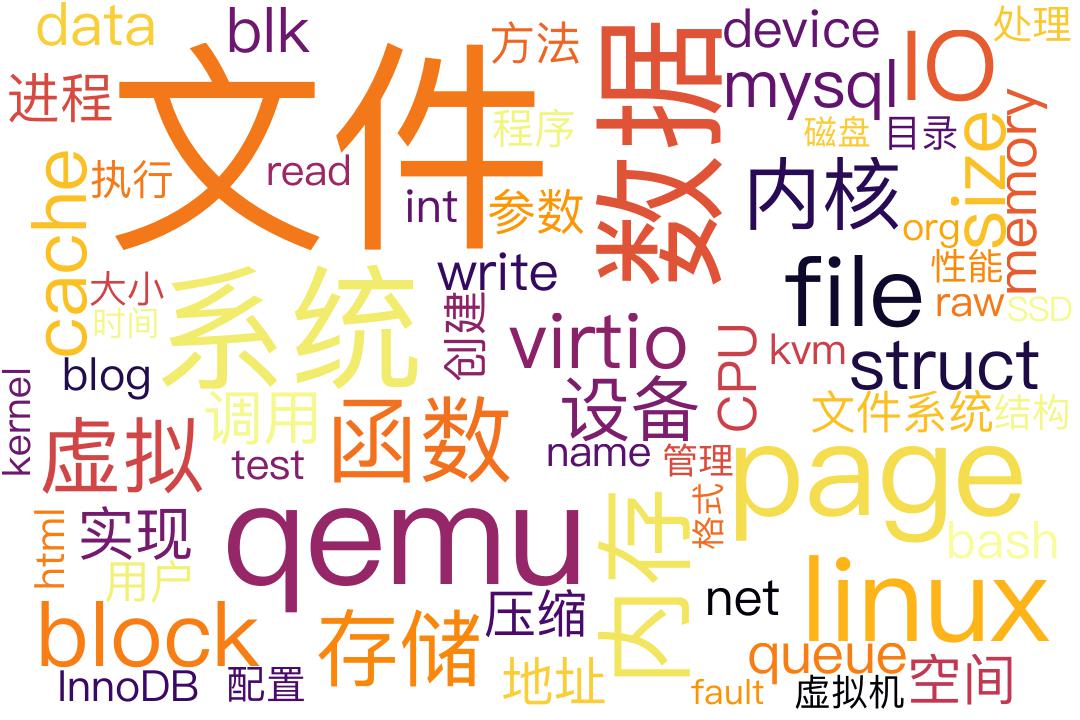 data
blk
方法
device
处理
进程
文件
数据
mysql
IO
程序
磁盘
目录
memory
size
cache
执行
read
int
参数
内核
org
大小
时间
系统
write
file
性能
raw
SSD
blog
创建
virtio
CPU
kvm
struct
kernel
虚拟
调用
函数
设备
文件系统
结构
test
name
管理
page
html
实现
qemu
内存
格式
bash
用户
block
存储
压缩
net
linux
InnoDB
配置
地址
queue
fault
虚拟机
空间